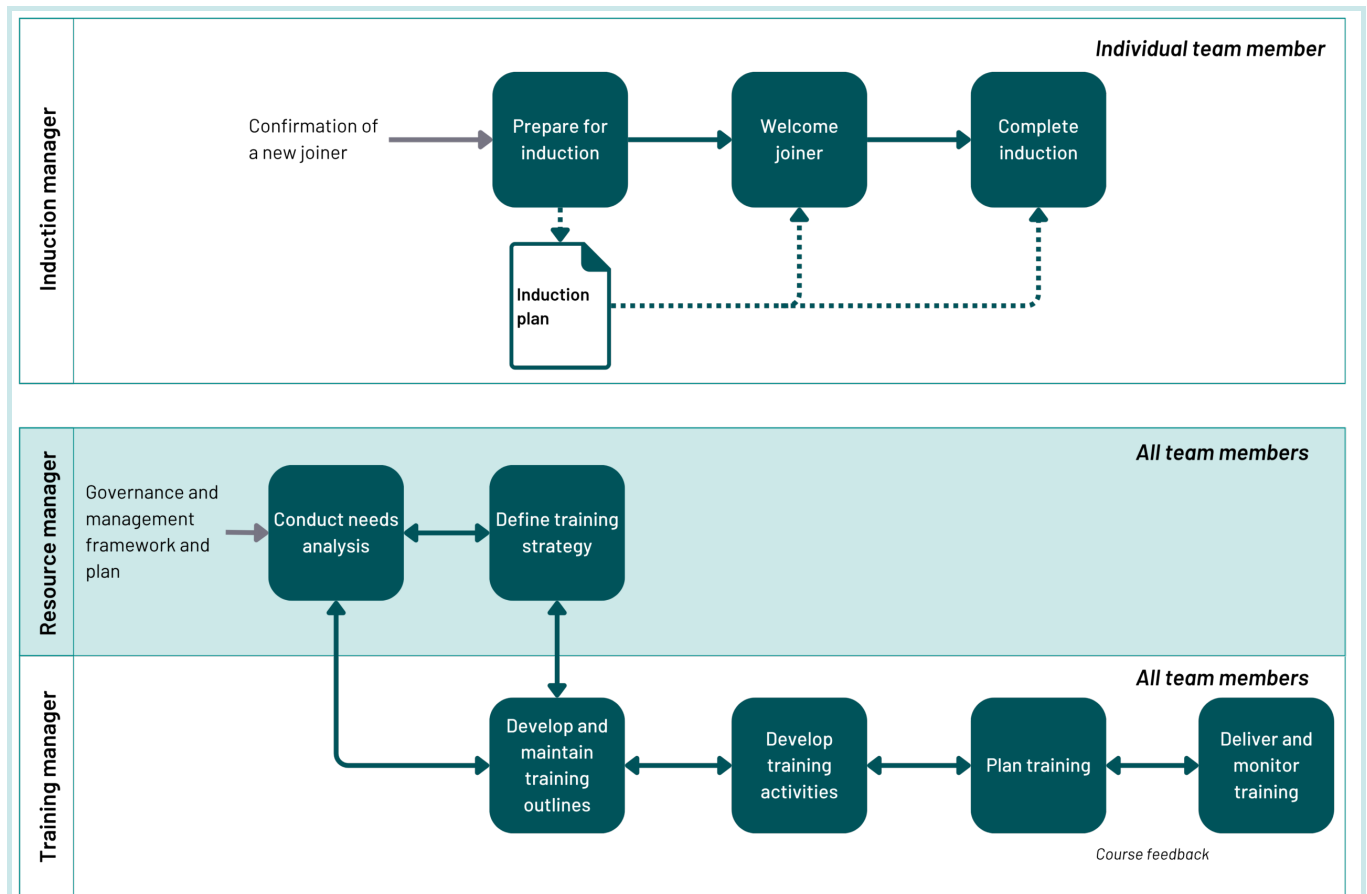 Induction manager
Individual team member
Confirmation of
a new joiner
Prepare for
induction
Welcome
joiner
Complete
induction
Induction
plan
Resource manager
All team members
Governance and
management
framework and
plan
Conduct needs
analysis
Define training
strategy
Training manager
All team members
Develop and
maintain
training
outlines
Develop
training
activities
Plan training
Deliver and
monitor
training
Course feedback